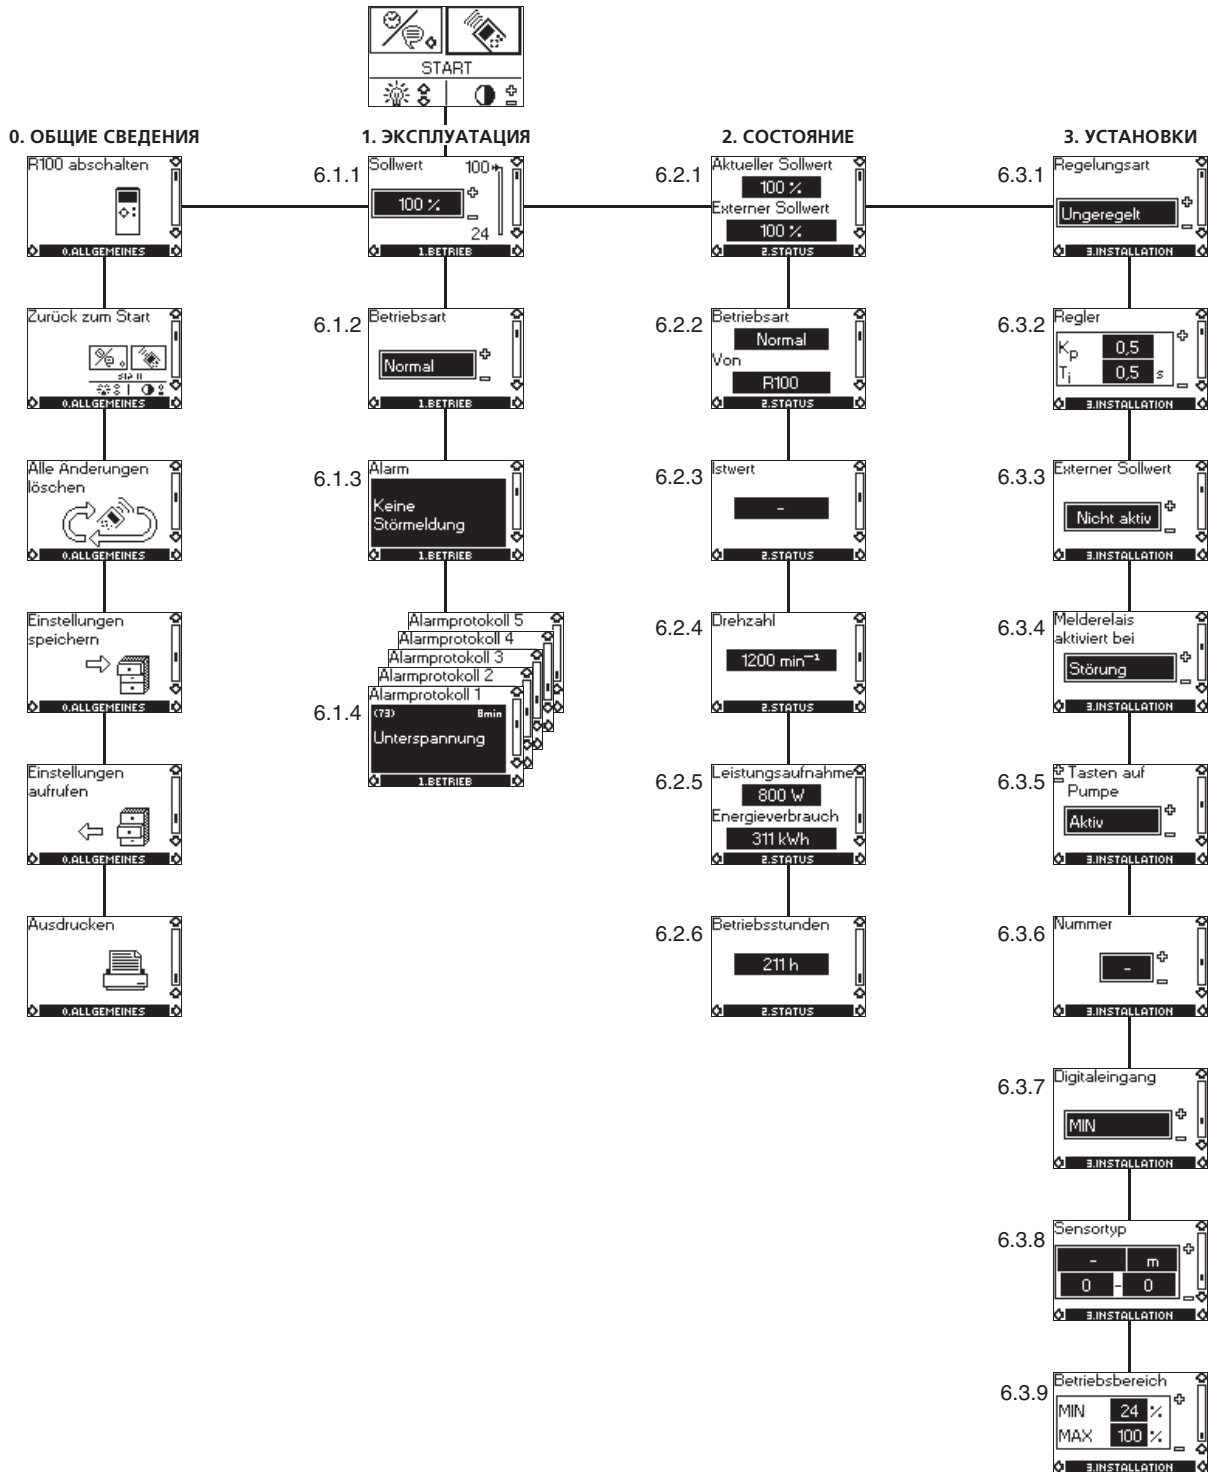 START
0. ОБЩИЕ СВЕДЕНИЯ
1. ЭКСПЛУАТАЦИЯ
2. СОСТОЯНИЕ
3. УСТАНОВКИ
R100 abschalten
0.ALLGEMEINES
Zurück zum Start
START
0.ALLGEMEINES
Alle Änderungen
löschen
0.ALLGEMEINES
Einstellungen
speichern
0.ALLGEMEINES
Einstellungen
aufrufen
0.ALLGEMEINES
Ausdrucken
0.ALLGEMEINES
6.1.1
Sollwert
100
100 %
24
1.BETRIEB
6.1.2
Betriebsart
Normal
1.BETRIEB
6.1.3
Alarm
Keine
Störmeldung
1.BETRIEB
Alarmprotokoll 5
Alarmprotokoll 4
Alarmprotokoll 3
Alarmprotokoll 2
Alarmprotokoll 1
6.1.4
(73) 8min
Unterspannung
1.BETRIEB
6.2.1
Aktueller Sollwert
100 %
Externer Sollwert
100 %
2.STATUS
6.2.2
Betriebsart
Normal
Von
R100
2.STATUS
6.2.3
Istwert
-
2.STATUS
6.2.4
Drehzahl
1200 min⁻¹
2.STATUS
6.2.5
Leistungsaufnahme
800 W
Energieverbrauch
311 kWh
2.STATUS
6.2.6
Betriebsstunden
211 h
2.STATUS
6.3.1
Regelungsart
Ungeregelt
3.INSTALLATION
6.3.2
Regler
Kp 0,5
Ti 0,5 s
3.INSTALLATION
6.3.3
Externer Sollwert
Nicht aktiv
3.INSTALLATION
6.3.4
Melderelais
aktiviert bei
Störung
3.INSTALLATION
6.3.5
Tasten auf
Pumpe
Aktiv
3.INSTALLATION
6.3.6
Nummer
-
3.INSTALLATION
6.3.7
Digitaleingang
MIN
3.INSTALLATION
6.3.8
Sensortyp
- m
0 - 0
3.INSTALLATION
6.3.9
Betriebsbereich
MIN 24 %
MAX 100 %
3.INSTALLATION